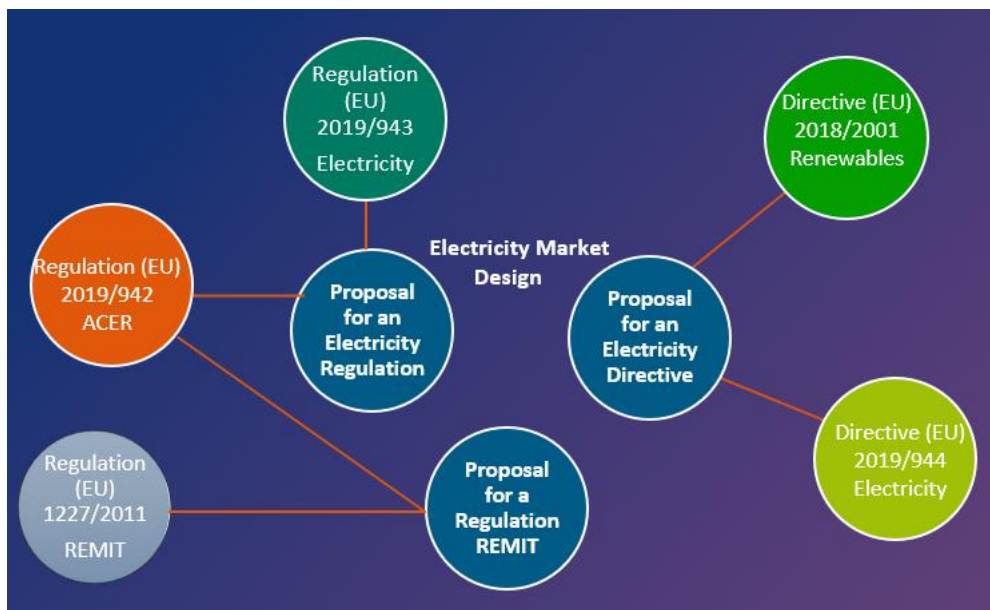 Regulation
(EU)
2019/943
Electricity
Directive (EU)
2018/2001
Renewables
Electricity Market
Design
Regulation (EU)
2019/942
ACER
Proposal
for an
Electricity
Regulation
Proposal
for an
Electricity
Directive
Directive (EU)
2019/944
Electricity
Regulation
(EU)
1227/2011
REMIT
Proposal
for a
Regulation
REMIT